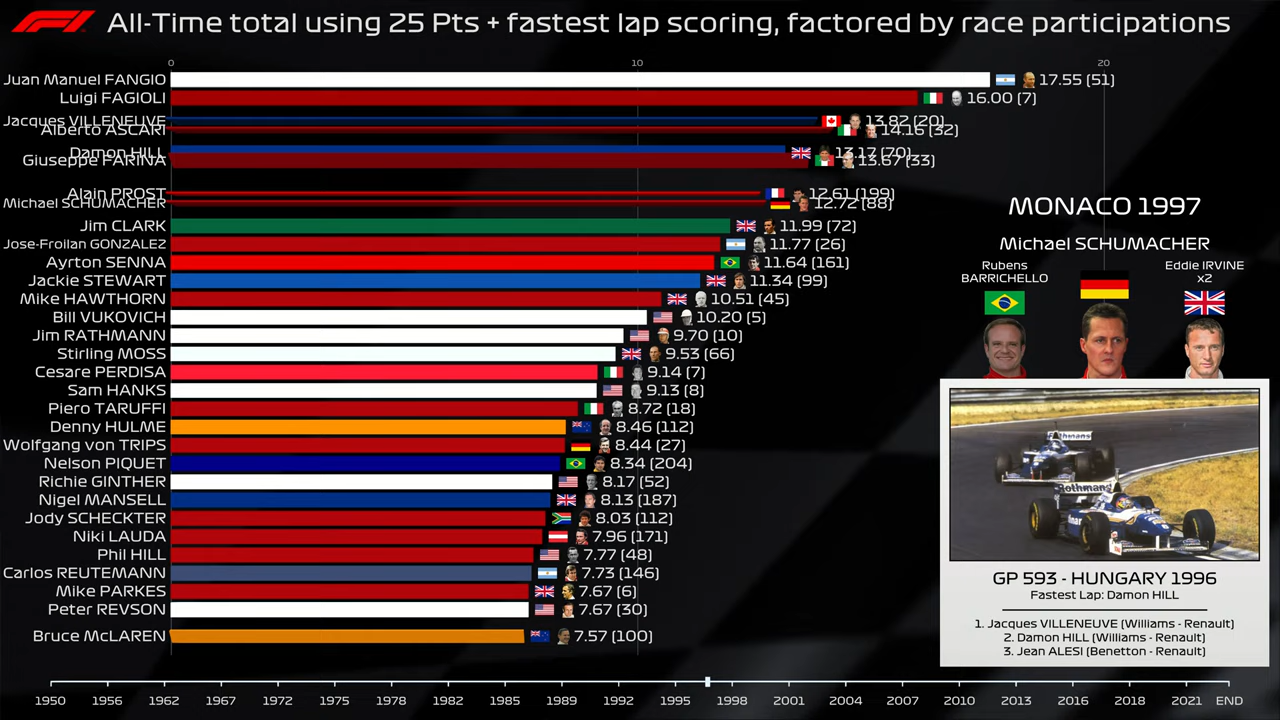 F1
All-Time total using 25 Pts + fastest lap scoring, factored by race participations
0 10 20
Juan Manuel FANGIO 17.55 (51)
Luigi FAGIOLI 16.00 (7)
Jacques VILLENEUVE 13.82 (20)
Alberto ASCARI 14.16 (32)
Damon HILL 13.17 (70)
Giuseppe FARINA 13.67 (33)
Alain PROST 12.61 (199)
Michael SCHUMACHER 12.72 (88)
Jim CLARK 11.99 (72)
Jose-Froilan GONZALEZ 11.77 (26)
Ayrton SENNA 11.64 (161)
Jackie STEWART 11.34 (99)
Mike HAWTHORN 10.51 (45)
Bill VUKOVICH 10.20 (5)
Jim RATHMANN 9.70 (10)
Stirling MOSS 9.53 (66)
Cesare PERDISA 9.14 (7)
Sam HANKS 9.13 (8)
Piero TARUFFI 8.72 (18)
Denny HULME 8.46 (112)
Wolfgang von TRIPS 8.44 (27)
Nelson PIQUET 8.34 (204)
Richie GINTHER 8.17 (52)
Nigel MANSELL 8.13 (187)
Jody SCHECKTER 8.03 (112)
Niki LAUDA 7.96 (171)
Phil HILL 7.77 (48)
Carlos REUTEMANN 7.73 (146)
Mike PARKES 7.67 (6)
Peter REVSON 7.67 (30)
Bruce McLAREN 7.57 (100)
MONACO 1997
Michael SCHUMACHER
Rubens
BARRICHELLO
Eddie IRVINE
x2
Rothmans
Rothmans
GP 593 - HUNGARY 1996
Fastest Lap: Damon HILL
1. Jacques VILLENEUVE (Williams - Renault)
2. Damon HILL (Williams - Renault)
3. Jean ALESI (Benetton - Renault)
1950 1956 1962 1967 1972 1975 1978 1982 1985 1989 1992 1995 1998 2001 2004 2007 2010 2013 2016 2018 2021 END